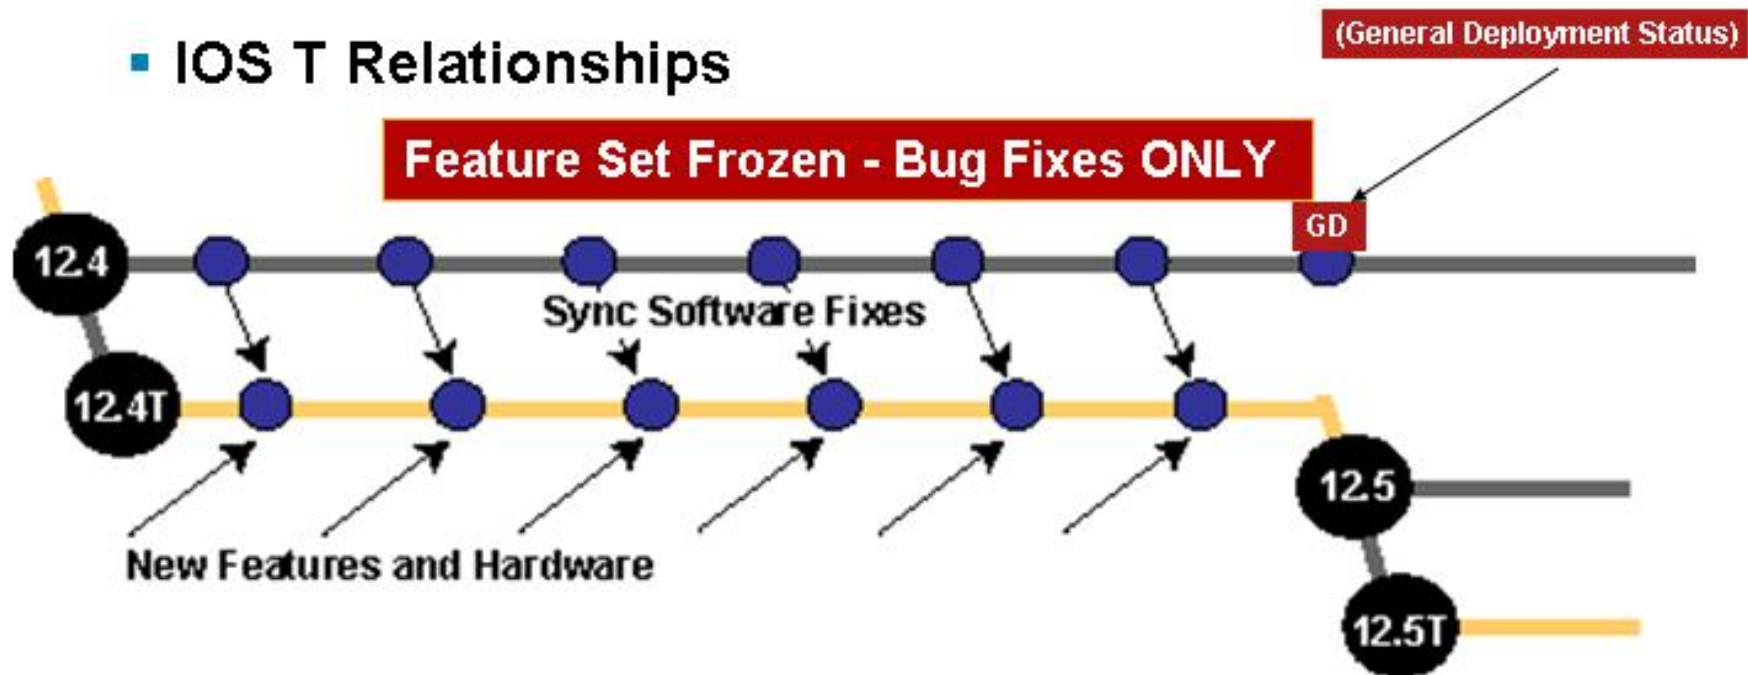 (General Deployment Status)
IOS T Relationships
Feature Set Frozen - Bug Fixes ONLY
GD
12.4
Sync Software Fixes
12.4T
12.5
New Features and Hardware
12.5T